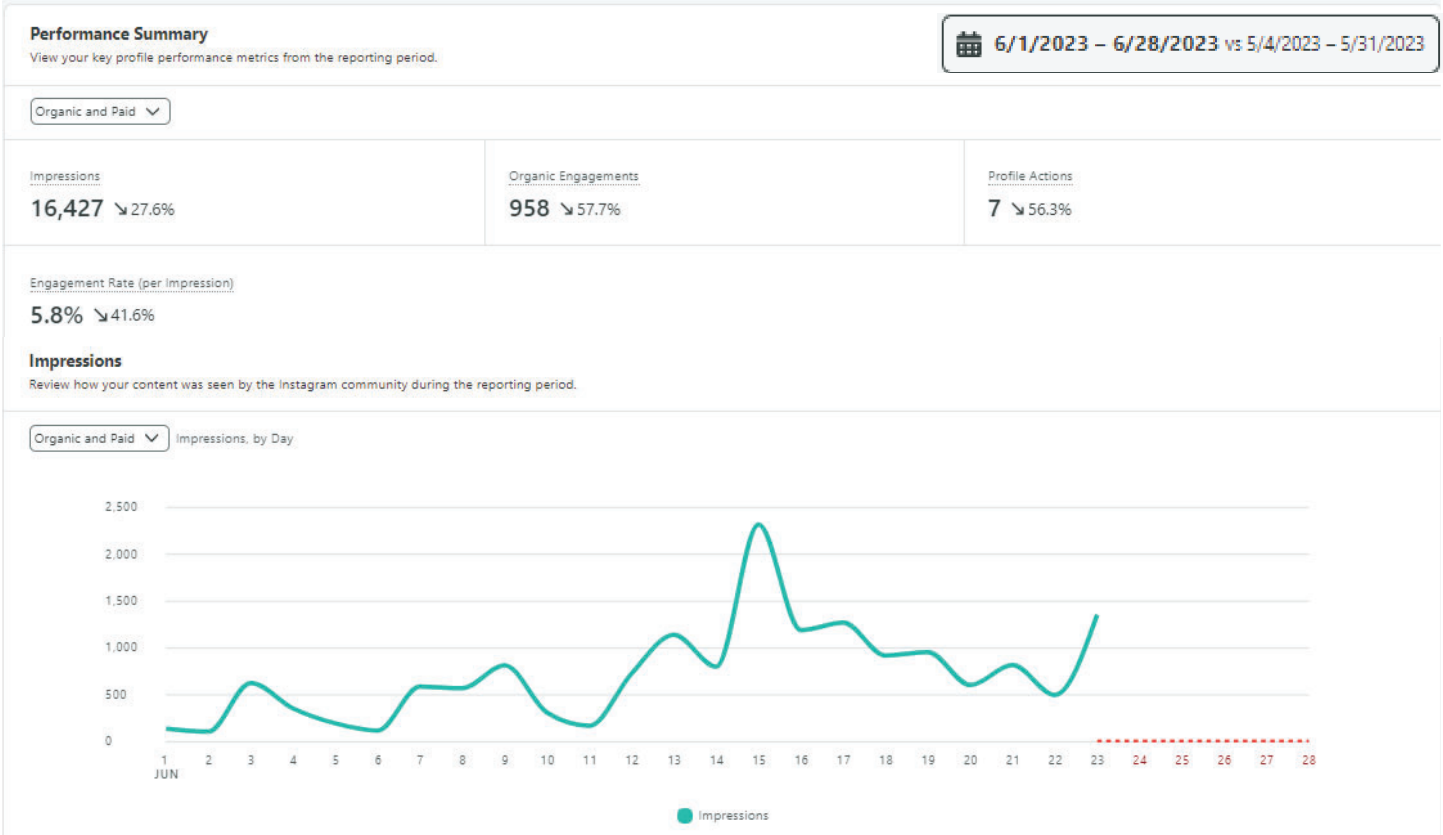 Performance Summary
View your key profile performance metrics from the reporting period.
6/1/2023 – 6/28/2023 vs 5/4/2023 – 5/31/2023
Organic and Paid
Impressions
16,427 ↘ 27.6%
Organic Engagements
958 ↘ 57.7%
Profile Actions
7 ↘ 56.3%
Engagement Rate (per Impression)
5.8% ↘ 41.6%
Impressions
Review how your content was seen by the Instagram community during the reporting period.
Organic and Paid Impressions, by Day
2,500
2,000
1,500
1,000
500
0
1 2 3 4 5 6 7 8 9 10 11 12 13 14 15 16 17 18 19 20 21 22 23 24 25 26 27 28
JUN
Impressions